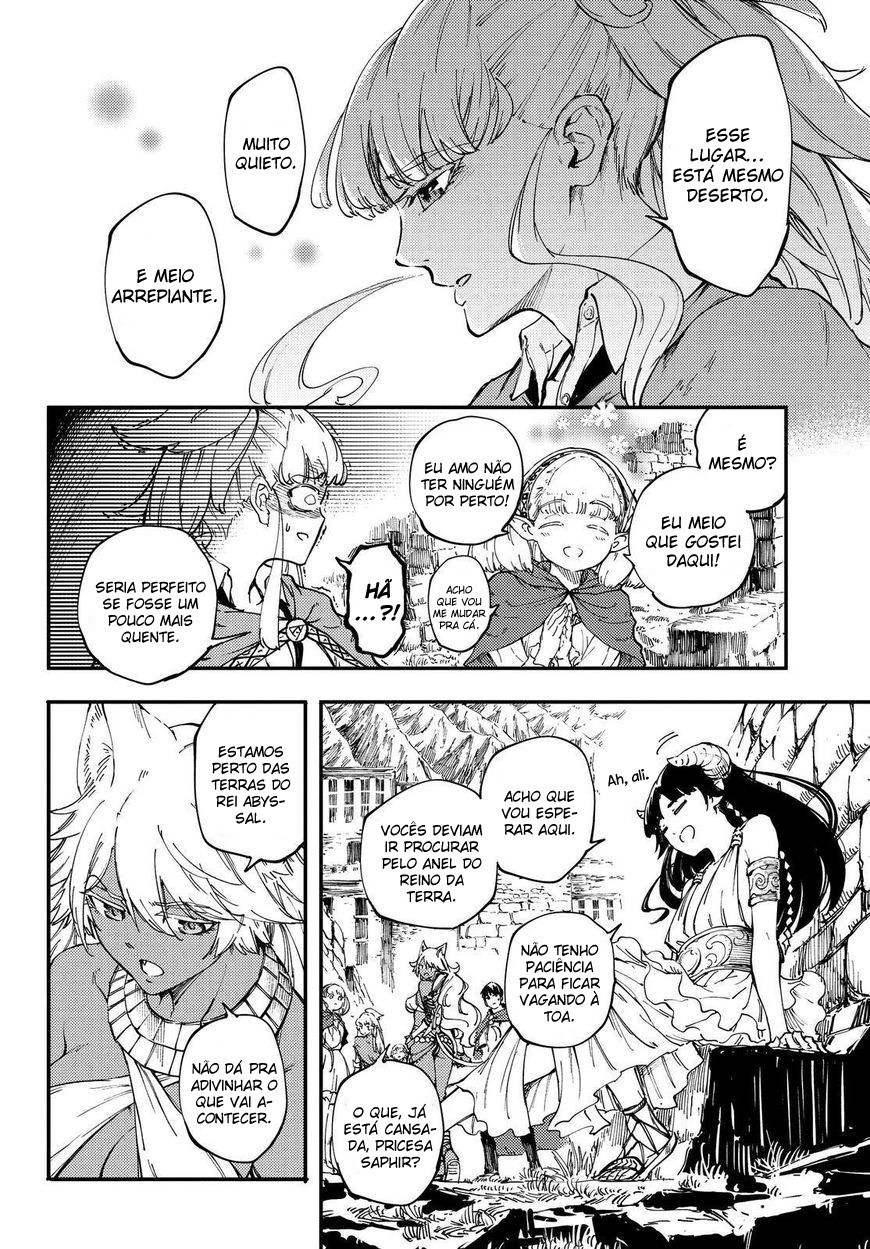 ESSE
LUGAR...
ESTÁ MESMO
DESERTO.
MUITO
QUIETO.
E MEIO
ARREPIANTE.
É
MESMO?
EU MEIO
QUE GOSTEI
DAQUI!
EU AMO NÃO
TER NINGUÉM
POR PERTO!
ACHO
QUE VOU
ME MUDAR
PRA CÁ.
HÃ
...?!
SERIA PERFEITO
SE FOSSE UM
POUCO MAIS
QUENTE.
Ah, ali.
ACHO QUE
VOU ESPE-
RAR AQUI.
VOCÊS DEVIAM
IR PROCURAR
PELO ANEL DO
REINO DA
TERRA.
NÃO TENHO
PACIÊNCIA
PARA FICAR
VAGANDO À
TOA.
O QUE, JÁ
ESTÁ CANSA-
DA, PRICESA
SAPHIR?
ESTAMOS
PERTO DAS
TERRAS DO
REI ABYS-
SAL.
NÃO DÁ PRA
ADIVINHAR O
QUE VAI A-
CONTECER.